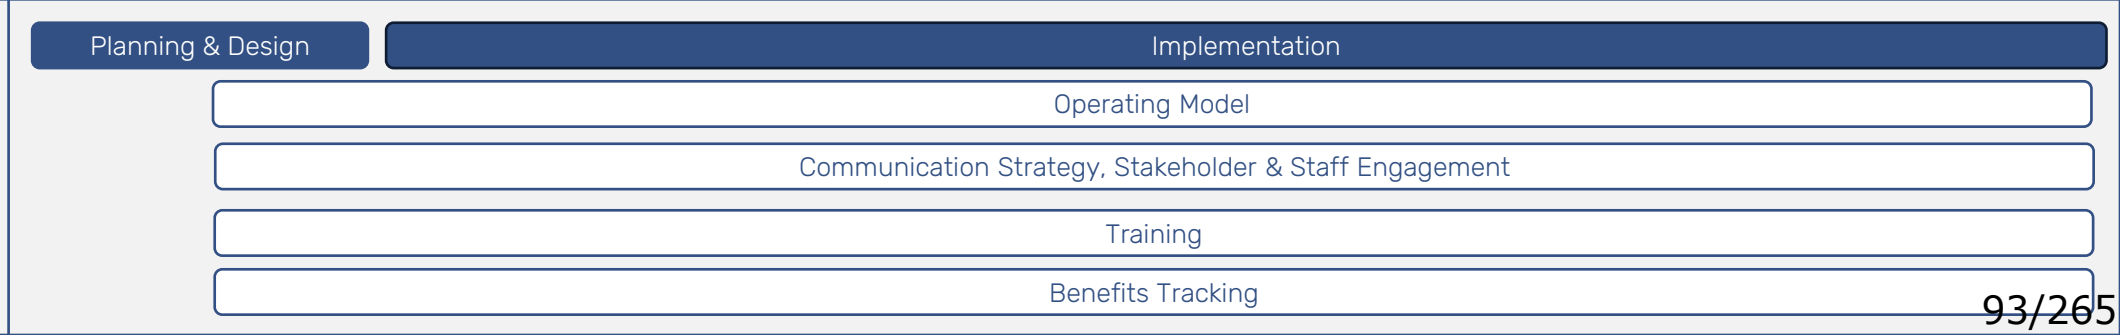 Planning & Design
Implementation
Operating Model
Communication Strategy, Stakeholder & Staff Engagement
Training
Benefits Tracking
93/265